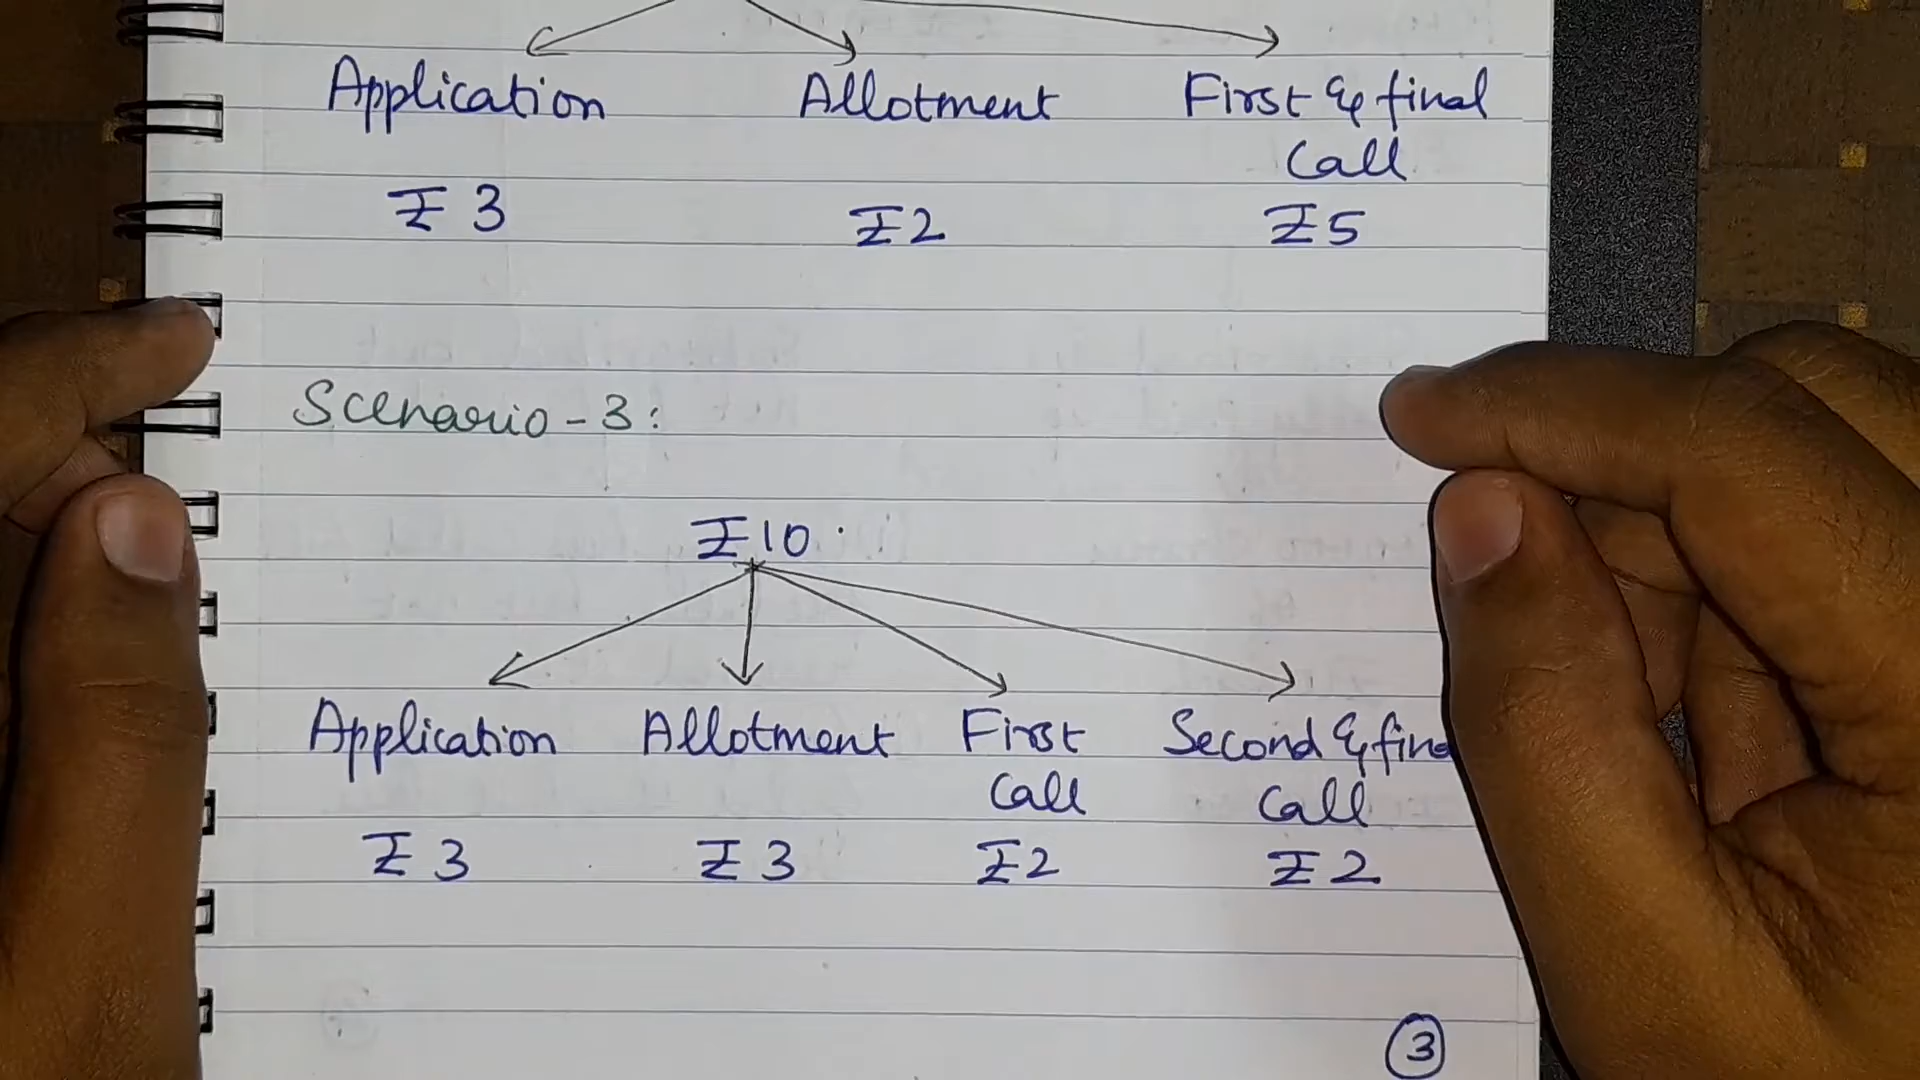 Application Allotment First & final
Call
₹ 3 ₹2 ₹5
Scenario-3:
₹10
Application Allotment First Second & fina
Call Call
₹ 3 ₹ 3 ₹2 ₹ 2
3